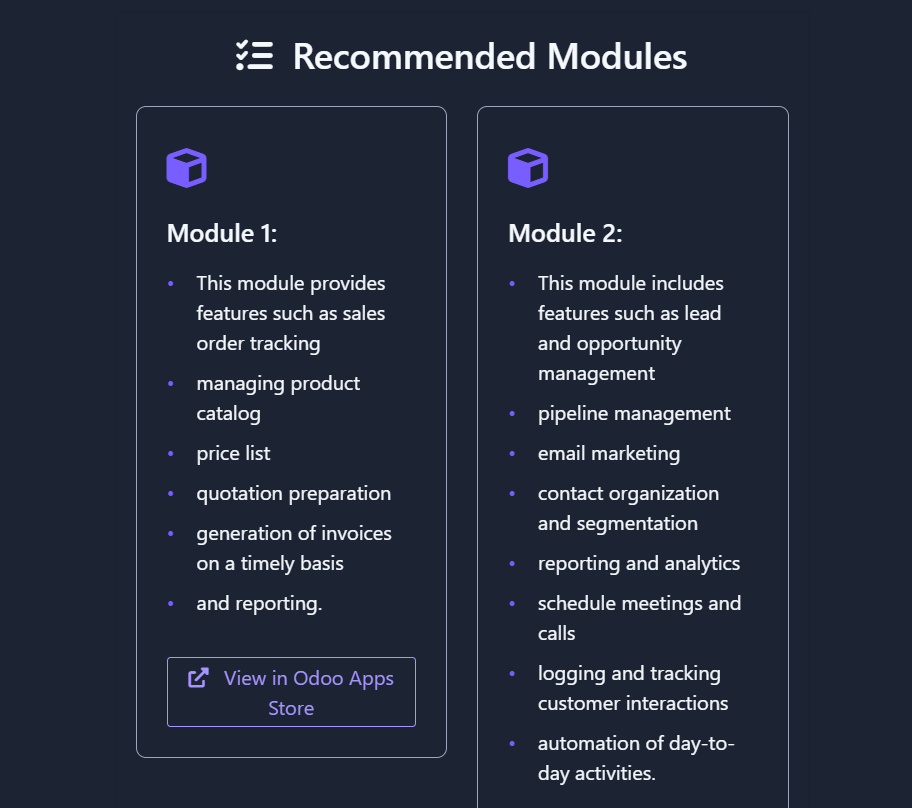 Recommended Modules
Module 1:
• This module provides
features such as sales
order tracking
• managing product
catalog
• price list
• quotation preparation
• generation of invoices
on a timely basis
• and reporting.
View in Odoo Apps
Store
Module 2:
• This module includes
features such as lead
and opportunity
management
• pipeline management
• email marketing
• contact organization
and segmentation
• reporting and analytics
• schedule meetings and
calls
• logging and tracking
customer interactions
• automation of day-to-
day activities.